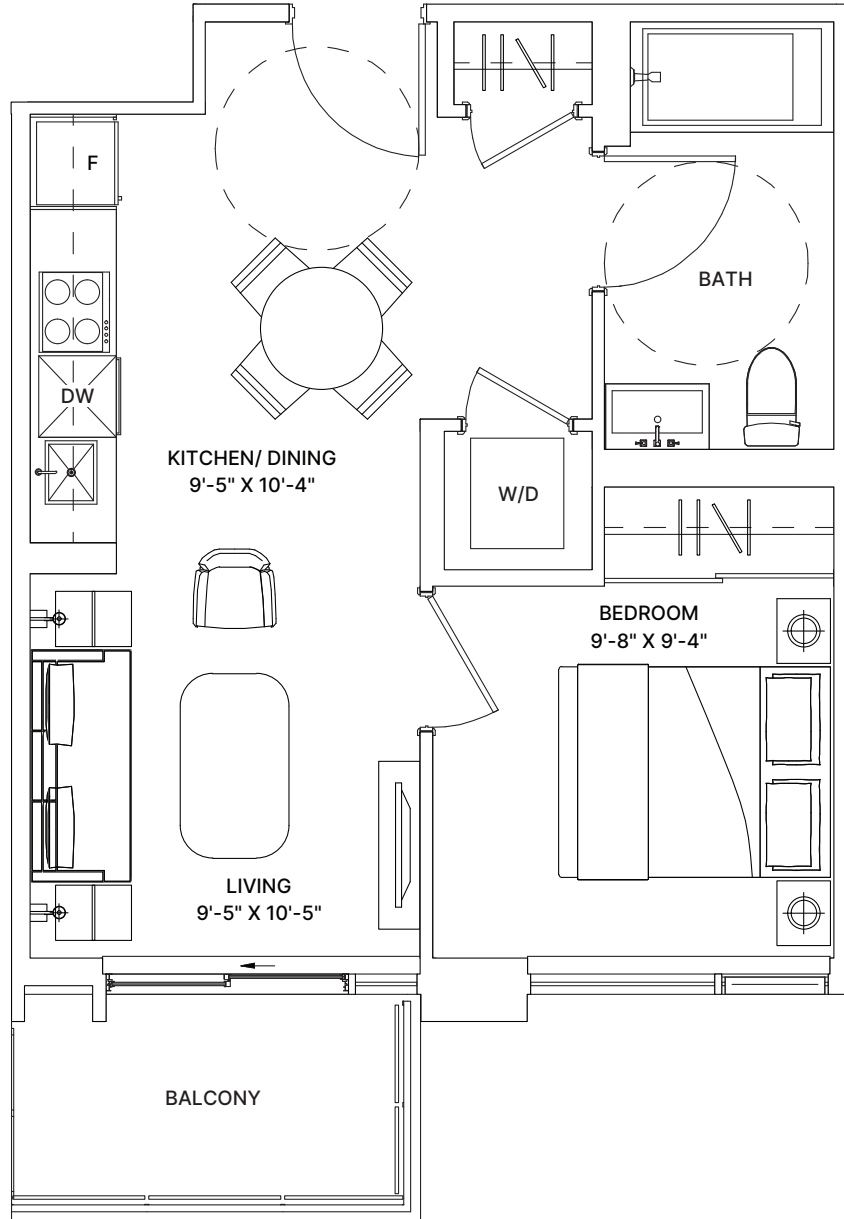 F
BATH
DW
KITCHEN/ DINING
9'-5" X 10'-4"
W/D
BEDROOM
9'-8" X 9'-4"
LIVING
9'-5" X 10'-5"
BALCONY